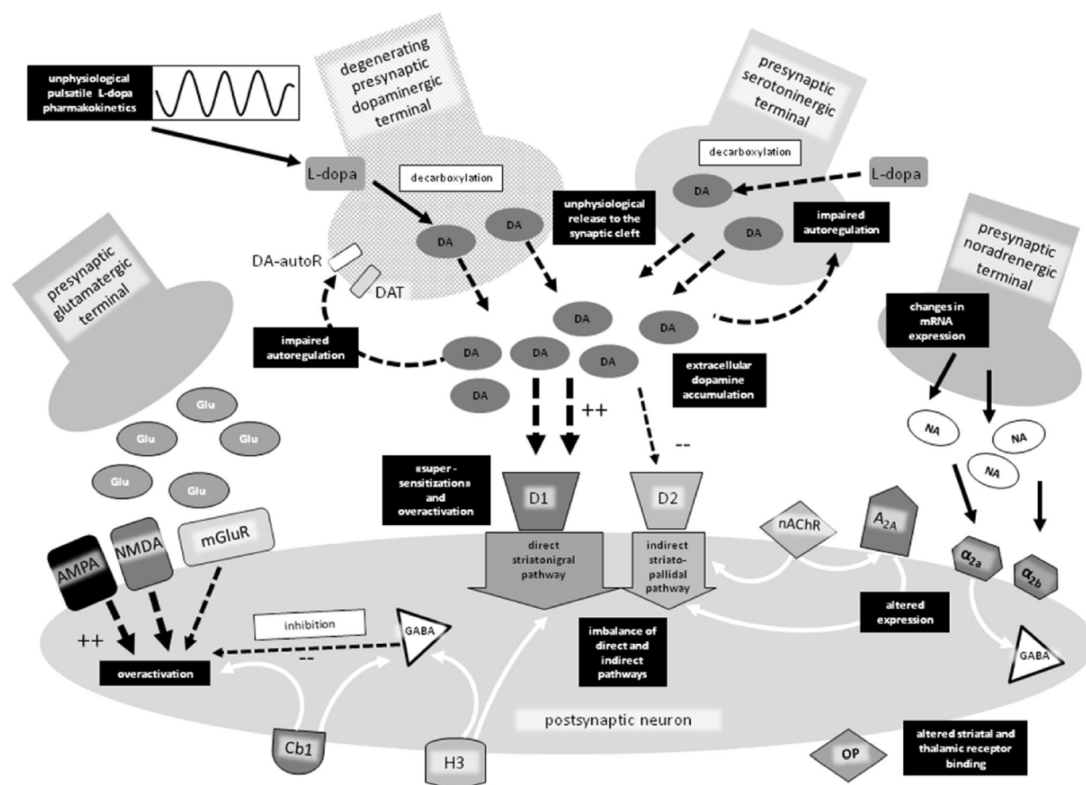 unphysiological
pulsatile L-dopa
pharmakokinetics
degenerating
presynaptic
dopaminergic
terminal
presynaptic
serotoninergic
terminal
L-dopa
decarboxylation
DA
DA
unphysiological
release to the
synaptic cleft
decarboxylation
DA
DA
L-dopa
impaired
autoregulation
presynaptic
noradrenergic
terminal
presynaptic
glutamatergic
terminal
DA-autoR
DAT
impaired
autoregulation
DA
DA
DA
DA
DA
DA
extracellular
dopamine
accumulation
changes in
mRNA
expression
NA
NA
NA
Glu
Glu
Glu
Glu
Glu
++
--
«super -
sensitization»
and
overactivation
D1
D2
nAChR
A2A
α2a
α2b
AMPA
NMDA
mGluR
direct
striatonigral
pathway
indirect
striato-
pallidal
pathway
altered
expression
++
inhibition
--
GABA
overactivation
imbalance of
direct and
indirect
pathways
GABA
postsynaptic neuron
Cb1
H3
OP
altered striatal and
thalamic receptor
binding